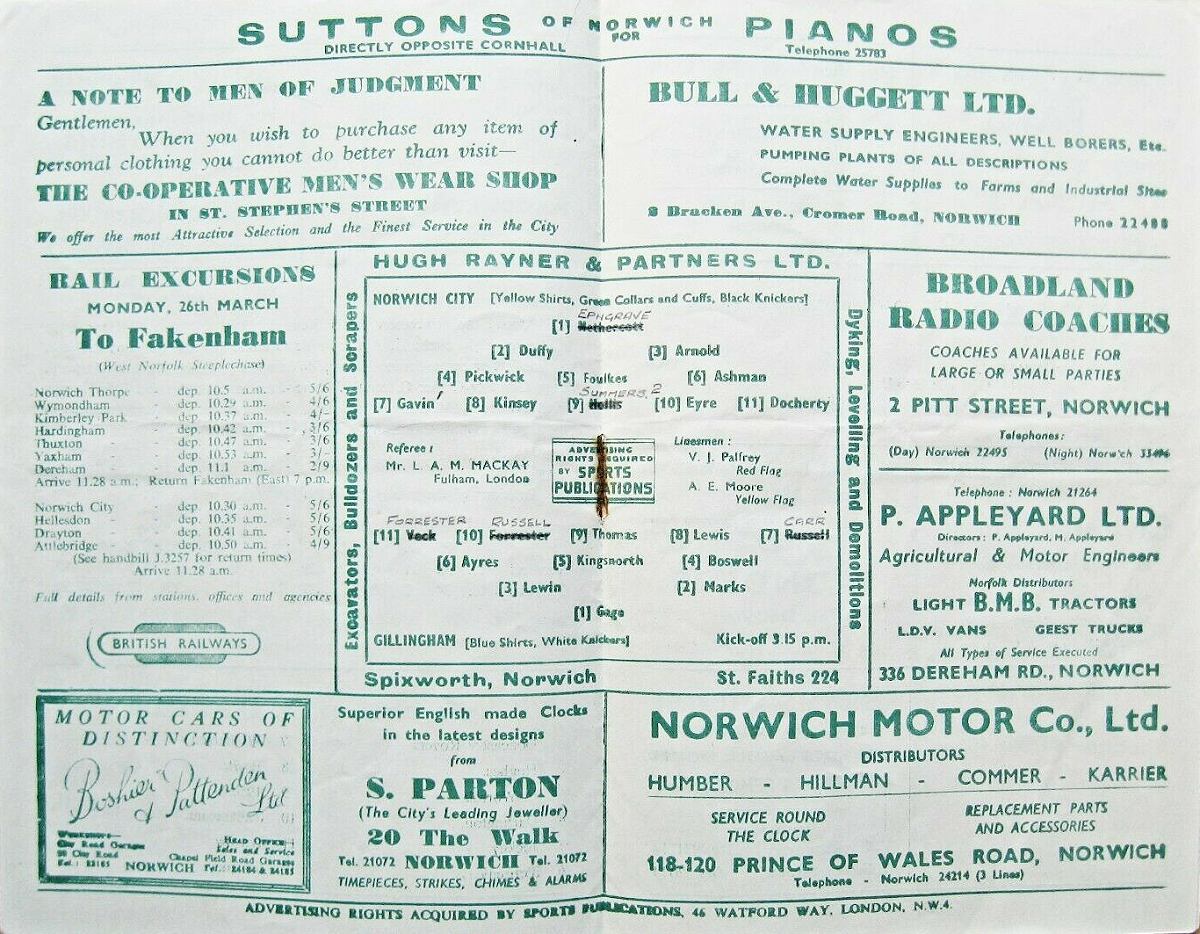 SUTTONS OF NORWICH FOR PIANOS
DIRECTLY OPPOSITE CORNHALL Telephone 25783
A NOTE TO MEN OF JUDGMENT
Gentlemen,
When you wish to purchase any item of
personal clothing you cannot do better than visit—
THE CO-OPERATIVE MEN'S WEAR SHOP
IN ST. STEPHEN'S STREET
We offer the most Attractive Selection and the Finest Service in the City
BULL & HUGGETT LTD.
WATER SUPPLY ENGINEERS, WELL BORERS, Etc.
PUMPING PLANTS OF ALL DESCRIPTIONS
Complete Water Supplies to Farms and Industrial Sites
8 Bracken Ave., Cromer Road, NORWICH Phone
RAIL EXCURSIONS
MONDAY, 26th MARCH
To Fakenham
(West Norfolk Steeplechase)
Norwich Thorpe - dep. 10.5 a.m. - 5/6
Wymondham - dep. 10.29 a.m. - 4/6
Kimberley Park - dep. 10.37 a.m. - 4/-
Hardingham - dep. 10.42 a.m. - 3/6
Thuxton - dep. 10.47 a.m. - 3/6
Yaxham - dep. 10.53 a.m. - 3/-
Dereham - dep. 11.1 a.m. - 2/9
Arrive 11.28 a.m.; Return Fakenham (East) 7 p.m.
Norwich City - dep. 10.30 a.m. - 5/6
Hellesdon - dep. 10.35 a.m. - 5/6
Drayton - dep. 10.41 a.m. - 5/6
Attlebridge - dep. 10.50 a.m. - 4/9
(See handbill J.3257 for return times)
Arrive 11.28 a.m.
Full details from stations, offices and agencies
BRITISH RAILWAYS
HUGH RAYNER & PARTNERS LTD.
Excavators, Bulldozers and Scrapers
NORWICH CITY [Yellow Shirts, Green Collars and Cuffs, Black Knickers]
EPHGRAVE
[1] Nethercott
[2] Duffy [3] Arnold
[4] Pickwick [5] Foulkes [6] Ashman
SUMMERS 2
[7] Gavin [8] Kinsey [9] Hollis [10] Eyre [11] Docherty
Referee :
Mr. L. A. M. MACKAY
Fulham, London
ADVERTISING
RIGHTS ACQUIRED
BY SPORTS
PUBLICATIONS
Linesmen :
V. J. Palfrey
Red Flag
A. E. Moore
Yellow Flag
FORRESTER RUSSELL CARR
[11] Veck [10] Forrester [9] Thomas [8] Lewis [7] Russell
[6] Ayres [5] Kingsnorth [4] Boswell
[3] Lewin [2] Marks
[1] Gage
GILLINGHAM [Blue Shirts, White Knickers] Kick-off 3.15 p.m.
Dyking, Levelling and Demolitions
Spixworth, Norwich St. Faiths 224
BROADLAND
RADIO COACHES
COACHES AVAILABLE FOR
LARGE OR SMALL PARTIES
2 PITT STREET, NORWICH
Telephones:
(Day) Norwich 22495 (Night) Norwich
Telephone : Norwich 21264
P. APPLEYARD LTD.
Directors : P. Appleyard, M. Appleyard
Agricultural & Motor Engineers
Norfolk Distributors
LIGHT B.M.B. TRACTORS
L.D.V. VANS GEEST TRUCKS
All Types of Service Executed
336 DEREHAM RD., NORWICH
MOTOR CARS OF
DISTINCTION
Boshier & Pattenden Ltd
Workshops—
City Road Garages
City Road
Tel. : 22165
HEAD OFFICE—
Sales and Service
Chapel Field Road Garages
NORWICH Tel.: 24184 & 24185
Superior English made Clocks
in the latest designs
from
S. PARTON
(The City's Leading Jeweller)
20 The Walk
Tel. 21072 NORWICH Tel. 21072
TIMEPIECES, STRIKES, CHIMES & ALARMS
NORWICH MOTOR Co., Ltd.
DISTRIBUTORS
HUMBER - HILLMAN - COMMER - KARRIER
SERVICE ROUND
THE CLOCK
REPLACEMENT PARTS
AND ACCESSORIES
118-120 PRINCE OF WALES ROAD, NORWICH
Telephone - Norwich 24214 (3 Lines)
ADVERTISING RIGHTS ACQUIRED BY SPORTS PUBLICATIONS, 46 WATFORD WAY, LONDON, N.W.4.